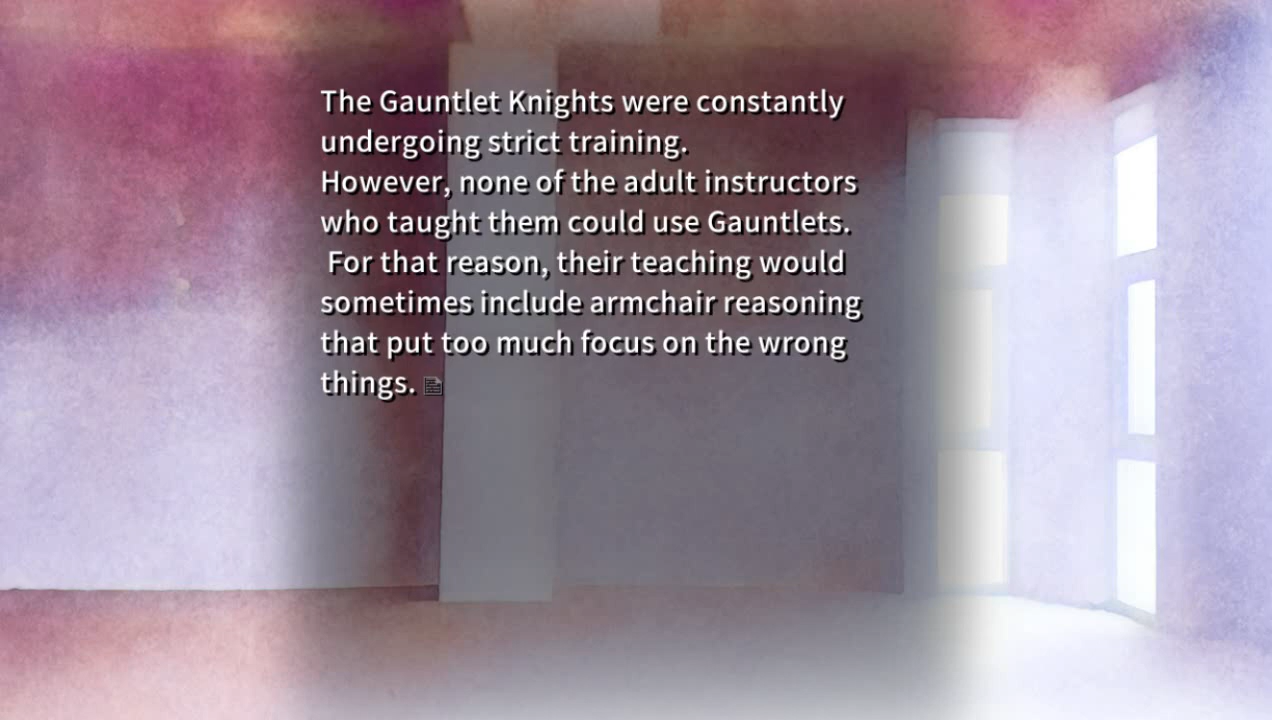 The Gauntlet Knights were constantly
undergoing strict training.
However, none of the adult instructors
who taught them could use Gauntlets.
For that reason, their teaching would
sometimes include armchair reasoning
that put too much focus on the wrong
things.